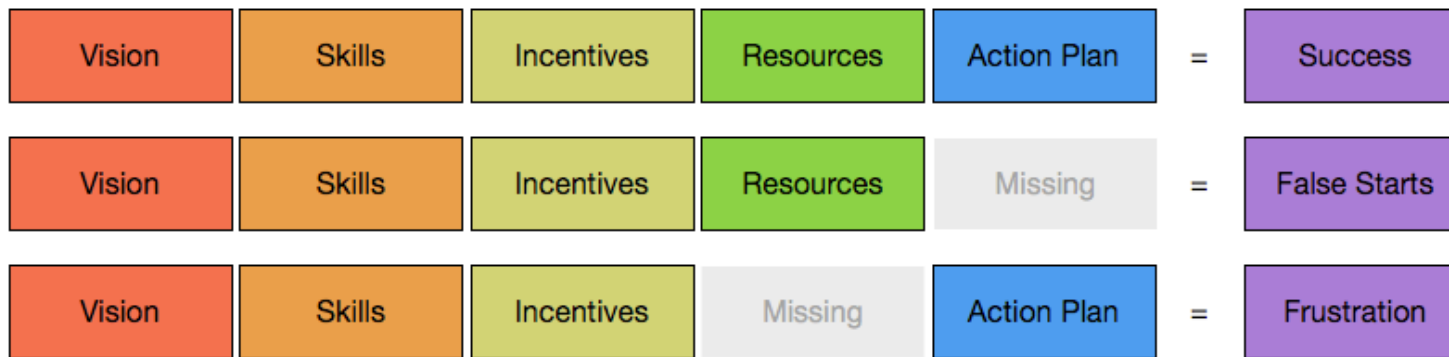 Vision Skills Incentives Resources Action Plan = Success
Vision Skills Incentives Resources Missing = False Starts
Vision Skills Incentives Missing Action Plan = Frustration